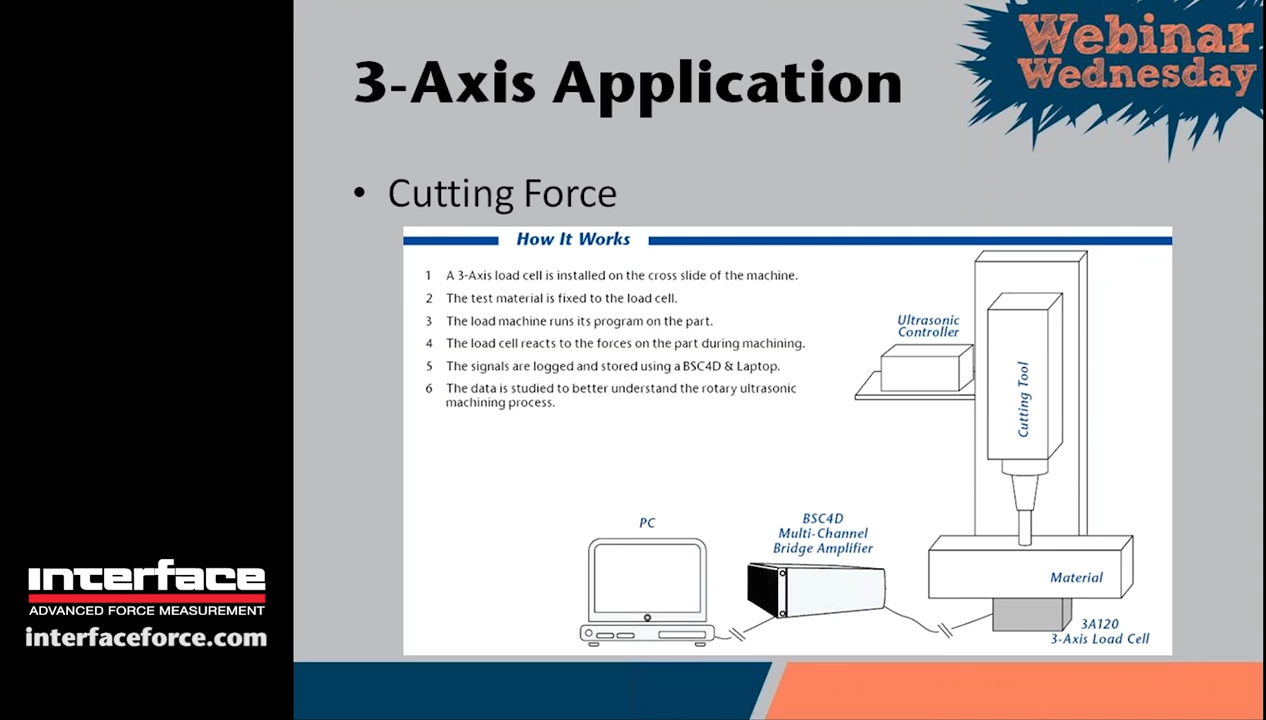 Webinar
Wednesday
3-Axis Application
• Cutting Force
How It Works
1 A 3-Axis load cell is installed on the cross slide of the machine.
2 The test material is fixed to the load cell.
3 The load machine runs its program on the part.
4 The load cell reacts to the forces on the part during machining.
5 The signals are logged and stored using a BSC4D & Laptop.
6 The data is studied to better understand the rotary ultrasonic
machining process.
Ultrasonic
Controller
Cutting Tool
PC
BSC4D
Multi-Channel
Bridge Amplifier
Material
3A120
3-Axis Load Cell
interface
ADVANCED FORCE MEASUREMENT
interfaceforce.com